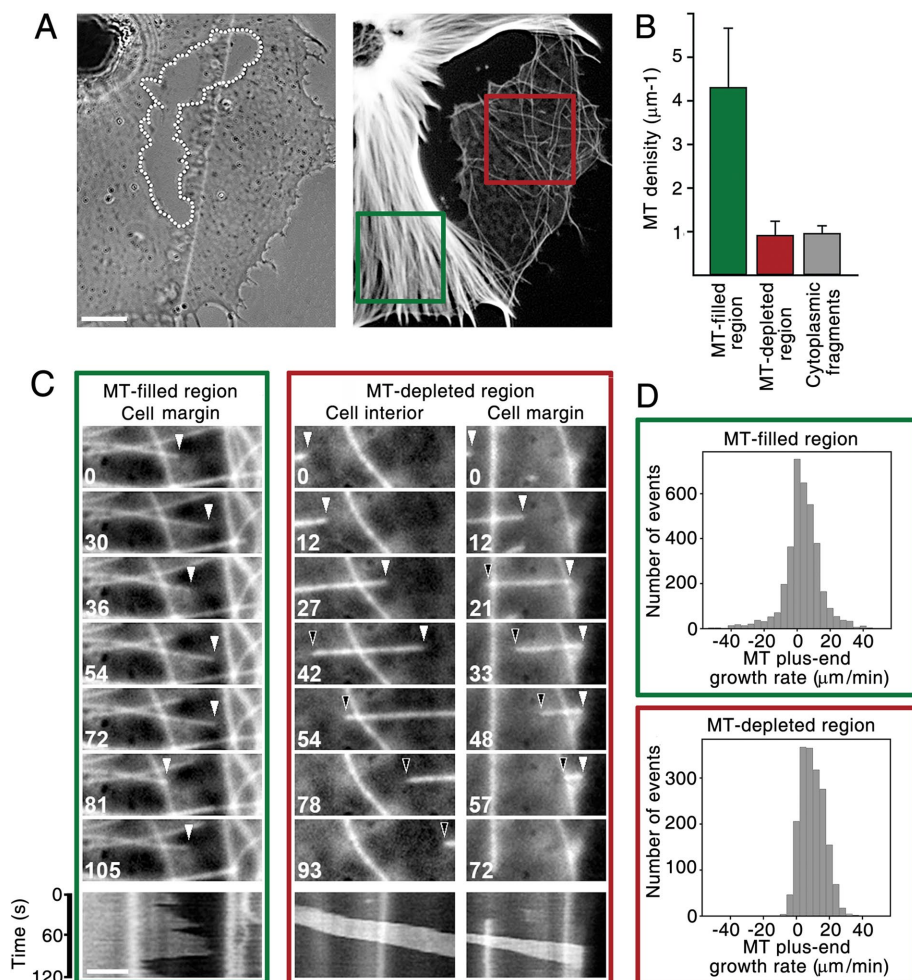 A
B
MT denisity (µm-1)
5
4
3
2
1
MT-filled
region
MT-depleted
region
Cytoplasmic
fragments
C
MT-filled region
Cell margin
0
30
36
54
72
81
105
Time (s)
0
60
120
MT-depleted region
Cell interior
0
12
27
42
54
78
93
Cell margin
0
12
21
33
48
57
72
D
MT-filled region
Number of events
600
400
200
0
-40 -20 0 20 40
MT plus-end
growth rate (µm/min)
MT-depleted region
Number of events
300
200
100
0
-40 -20 0 20 40
MT plus-end
growth rate (µm/min)